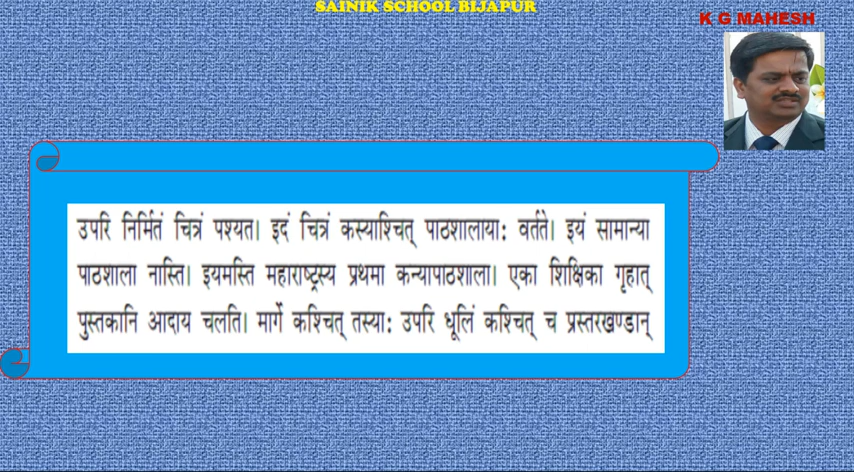 SAINIK SCHOOL BIJAPUR
K G MAHESH
उपरि निर्मितं चित्रं पश्यत। इदं चित्रं कस्याश्चित् पाठशालायाः वर्तते। इयं सामान्या
पाठशाला नास्ति। इयमस्ति महाराष्ट्रस्य प्रथमा कन्यापाठशाला। एका शिक्षिका गृहात्
पुस्तकानि आदाय चलति। मार्गे कश्चित् तस्याः उपरि धूलिं कश्चित् च प्रस्तरखण्डान्